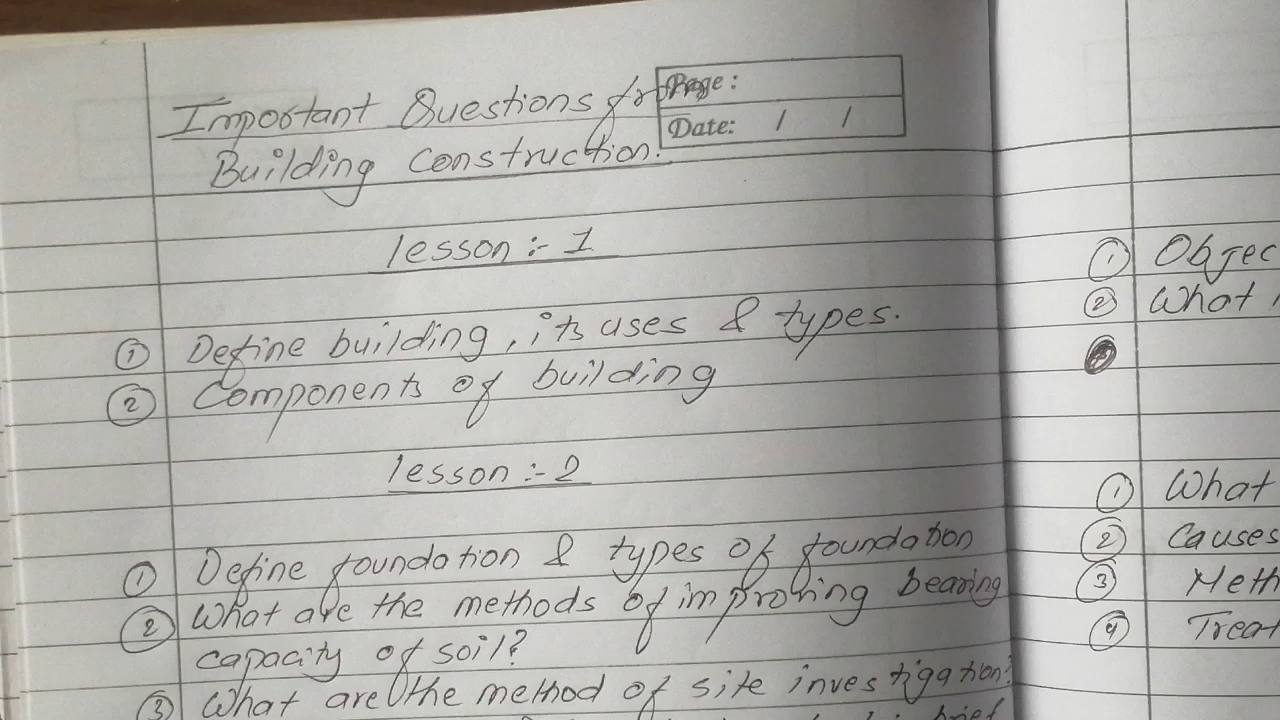 Important Questions for
Building Construction.
Page:
Date: / /
lesson :- 1
① Define building, its uses & types.
② Components of building
lesson :- 2
① Define foundation & types of foundation
② What are the methods of improving bearing
capacity of soil?
③ What are the method of site investigation?
brief
① Objec
② What
① What
② Causes
③ Meth
④ Treat